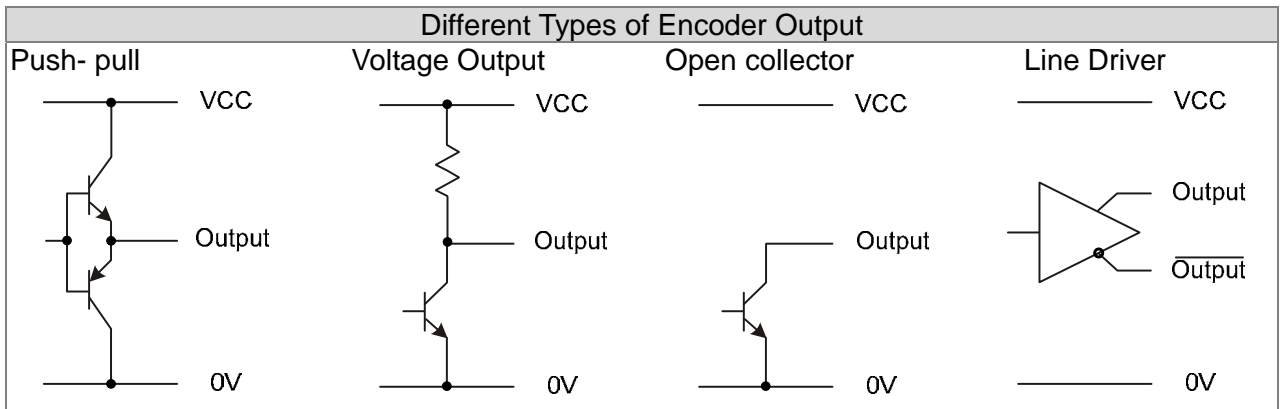 Different Types of Encoder Output
Push- pull
Voltage Output
Open collector
Line Driver
VCC
VCC
VCC
VCC
Output
Output
Output
Output
Output
0V
0V
0V
0V